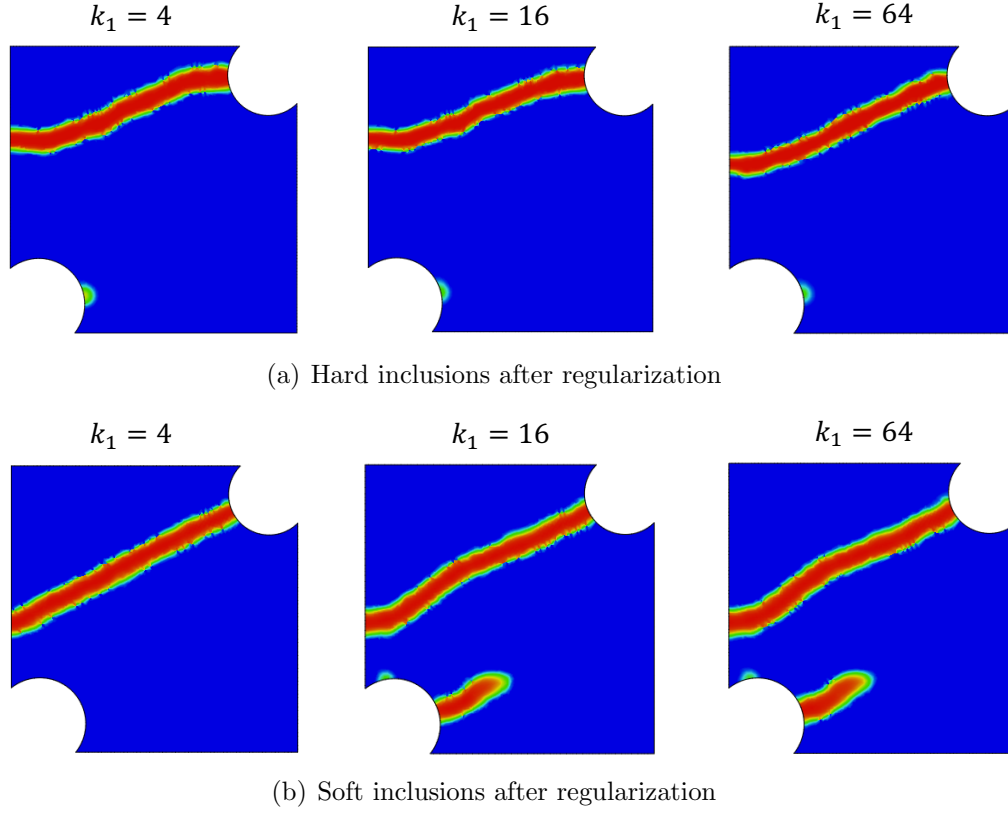 k₁ = 4 k₁ = 16 k₁ = 64
(a) Hard inclusions after regularization
k₁ = 4 k₁ = 16 k₁ = 64
(b) Soft inclusions after regularization